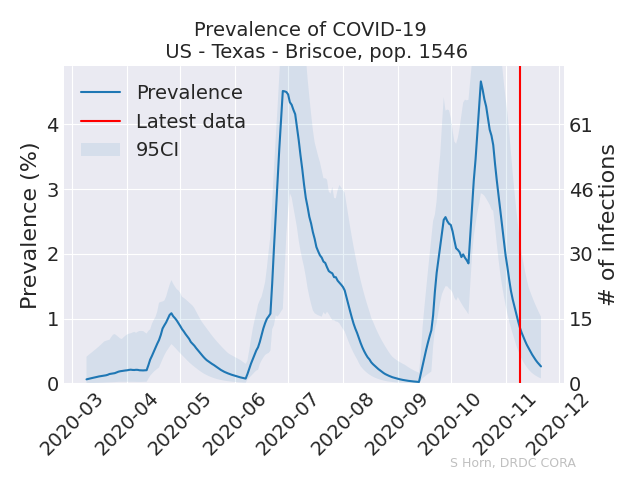 Prevalence of COVID-19
US - Texas - Briscoe, pop. 1546
Prevalence
Latest data
95CI
Prevalence (%)
4
3
2
1
0
61
46
30
15
0
# of infections
2020-03
2020-04
2020-05
2020-06
2020-07
2020-08
2020-09
2020-10
2020-11
2020-12
S Horn, DRDC CORA